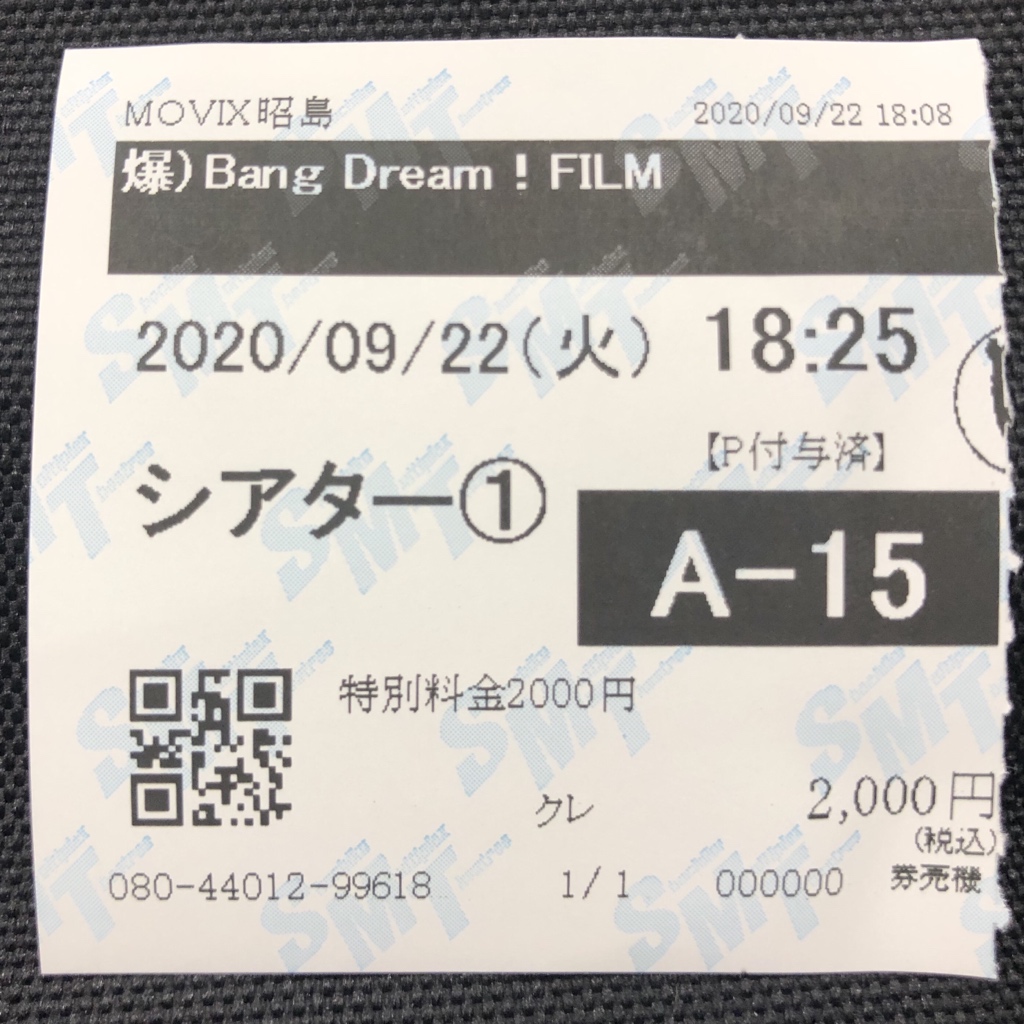 MOVIX昭島
2020/09/22 18:08
爆)Bang Dream！FILM
2020/09/22(火) 18:25
【P付与済】
シアター①
A-15
特別料金2000円
クレ
2,000円
(税込)
080-44012-99618
1/1
000000
券売機